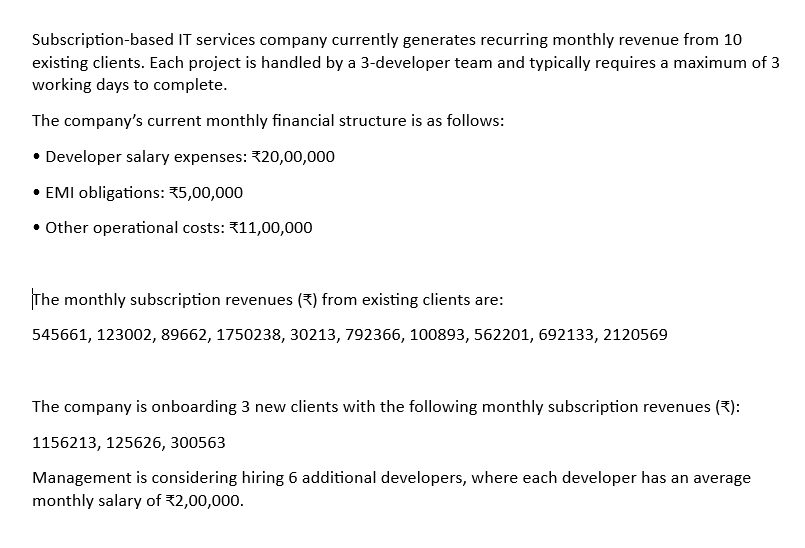 Subscription-based IT services company currently generates recurring monthly revenue from 10
existing clients. Each project is handled by a 3-developer team and typically requires a maximum of 3
working days to complete.
The company’s current monthly financial structure is as follows:
• Developer salary expenses: ₹20,00,000
• EMI obligations: ₹5,00,000
• Other operational costs: ₹11,00,000
The monthly subscription revenues (₹) from existing clients are:
545661, 123002, 89662, 1750238, 30213, 792366, 100893, 562201, 692133, 2120569
The company is onboarding 3 new clients with the following monthly subscription revenues (₹):
1156213, 125626, 300563
Management is considering hiring 6 additional developers, where each developer has an average
monthly salary of ₹2,00,000.